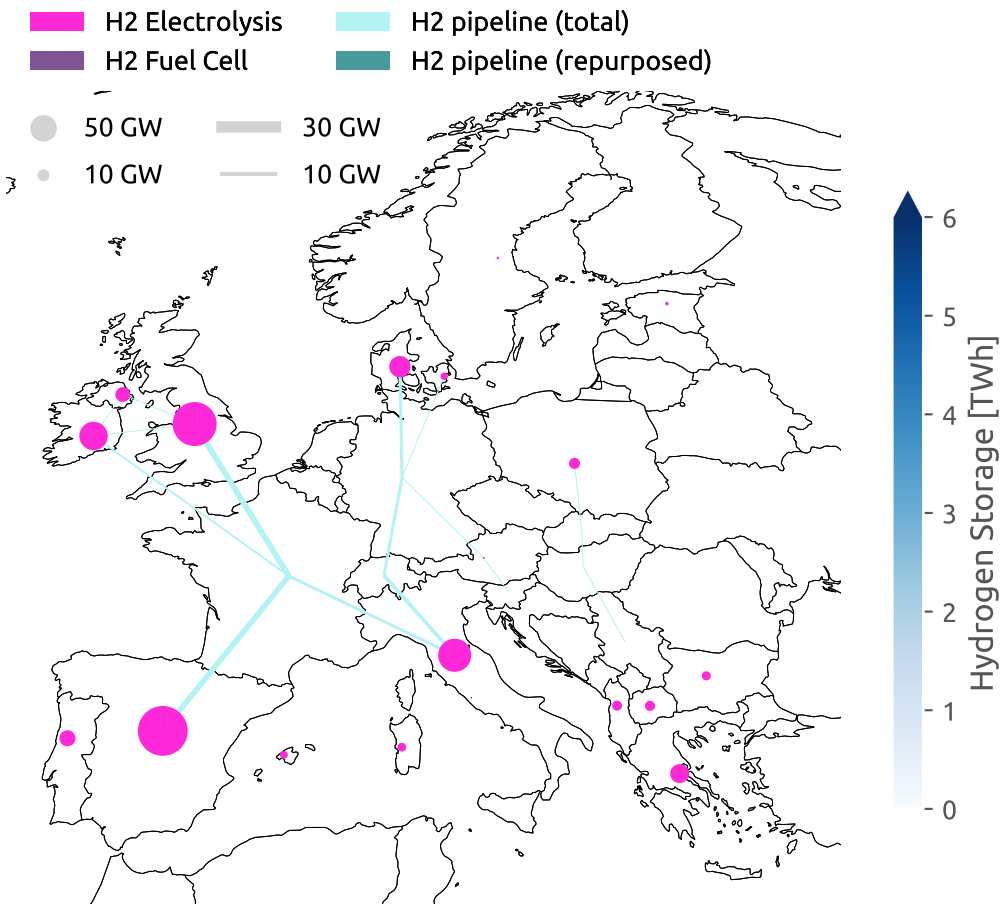 H2 Electrolysis
H2 Fuel Cell
H2 pipeline (total)
H2 pipeline (repurposed)
50 GW
10 GW
30 GW
10 GW
6
5
4
3
2
1
0
Hydrogen Storage [TWh]